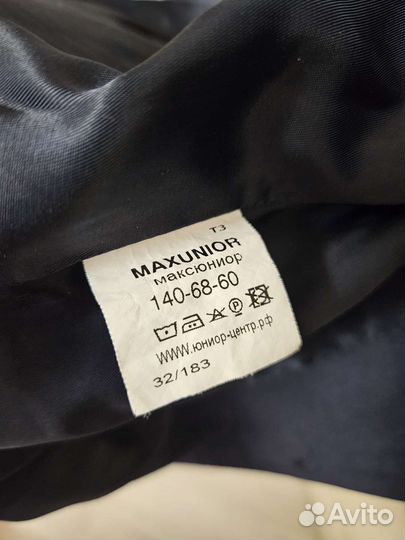 ТЗ
MAXUNIOR
максюниор
140-68-60
P
www.юниор-центр.рф
32/183
Avito